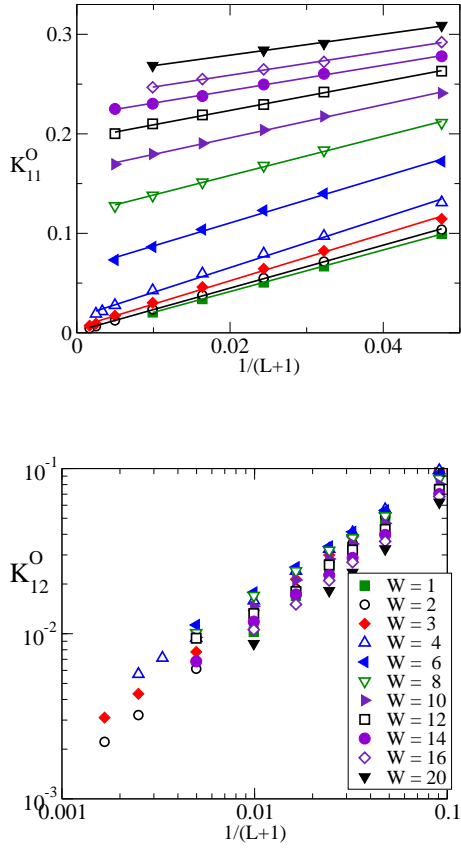 0.3
0.2
0.1
0
K₁₁ᴼ
0
0.02
0.04
1/(L+1)
10⁻¹
10⁻²
10⁻³
K₁₂ᴼ
W = 1
W = 2
W = 3
W = 4
W = 6
W = 8
W = 10
W = 12
W = 14
W = 16
W = 20
0.001
0.01
0.1
1/(L+1)